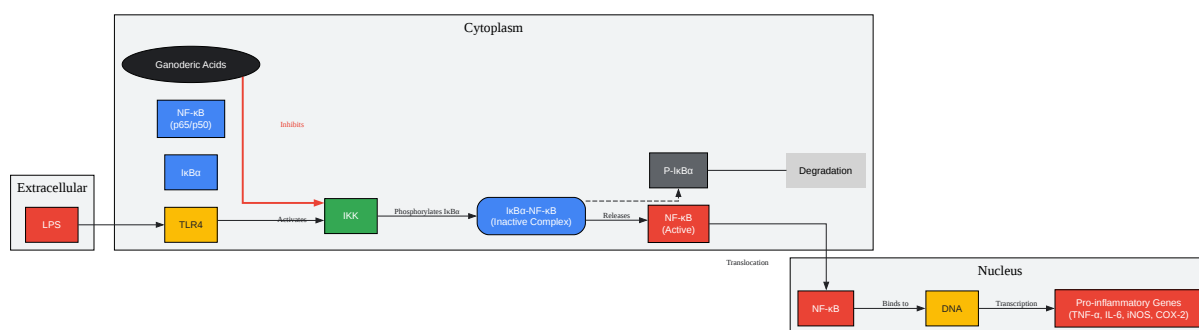 Cytoplasm
Ganoderic Acids
NF-κB
(p65/p50)
Inhibits
IκBα
P-IκBα
Degradation
Extracellular
LPS
TLR4
Activates
IKK
Phosphorylates IκBα
IκBα-NF-κB
(Inactive Complex)
Releases
NF-κB
(Active)
Translocation
Nucleus
NF-κB
Binds to
DNA
Transcription
Pro-inflammatory Genes
(TNF-α, IL-6, iNOS, COX-2)